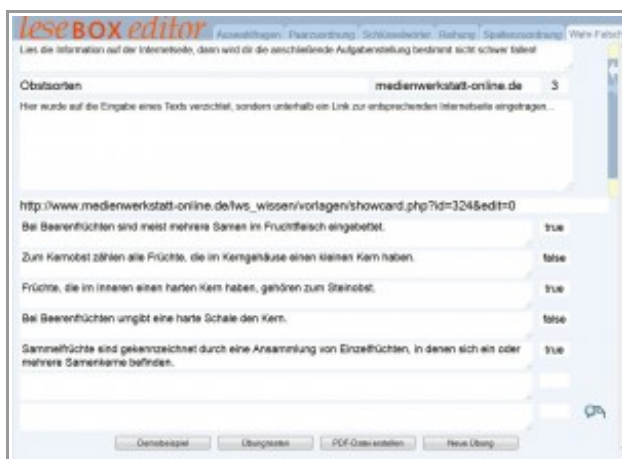 leseBOX editor Auswahlfragen Paarzuordnung Schlüsselwörter Reihung Spaltenzuordnung Wahr-Falsch
Lies die Information auf der Internetseite, dann wird dir die anschließende Aufgabenstellung bestimmt nicht schwer fallen!
Obstsorten medienwerkstatt-online.de 3
Hier wurde auf die Eingabe eines Texts verzichtet, sondern unterhalb ein Link zur entsprechenden Internetseite eingetragen...
http://www.medienwerkstatt-online.de/lws_wissen/vorlagen/showcard.php?id=324&edit=0
Bei Beerenfrüchten sind meist mehrere Samen im Fruchtfleisch eingebettet. true
Zum Kernobst zählen alle Früchte, die im Kerngehäuse einen kleinen Kern haben. false
Früchte, die im Inneren einen harten Kern haben, gehören zum Steinobst. true
Bei Beerenfrüchten umgibt eine harte Schale den Kern. false
Sammelfrüchte sind gekennzeichnet durch eine Ansammlung von Einzelfrüchten, in denen sich ein oder true
mehrere Samenkerne befinden.
Demobeispiel Übung testen PDF-Datei erstellen Neue Übung